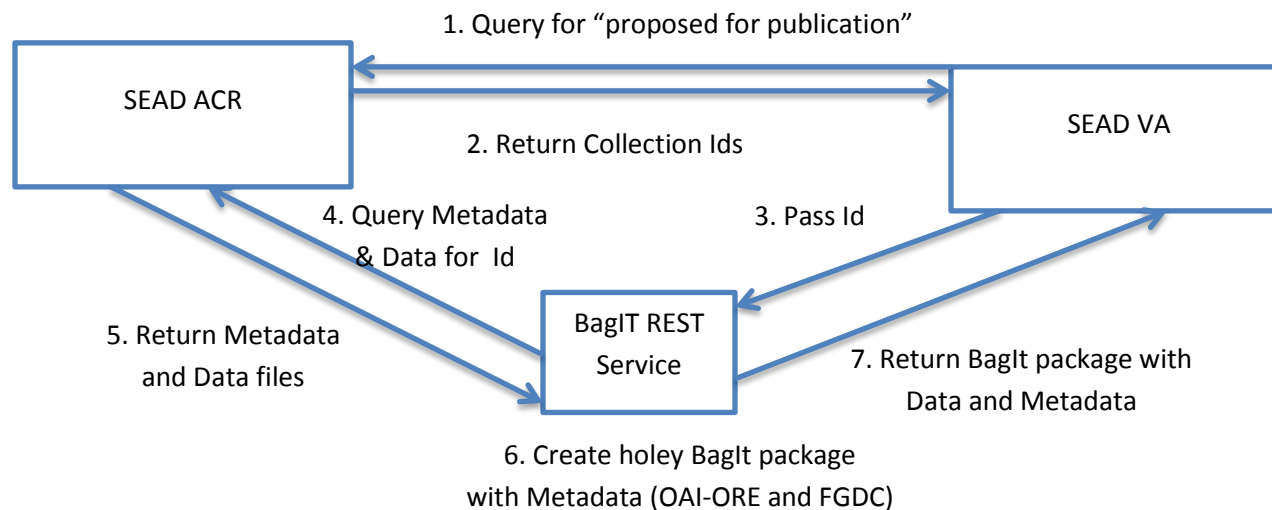 1. Query for “proposed for publication”
SEAD ACR
SEAD VA
2. Return Collection Ids
4. Query Metadata
& Data for Id
3. Pass Id
BagIT REST
Service
5. Return Metadata
and Data files
7. Return BagIt package with
Data and Metadata
6. Create holey BagIt package
with Metadata (OAI-ORE and FGDC)